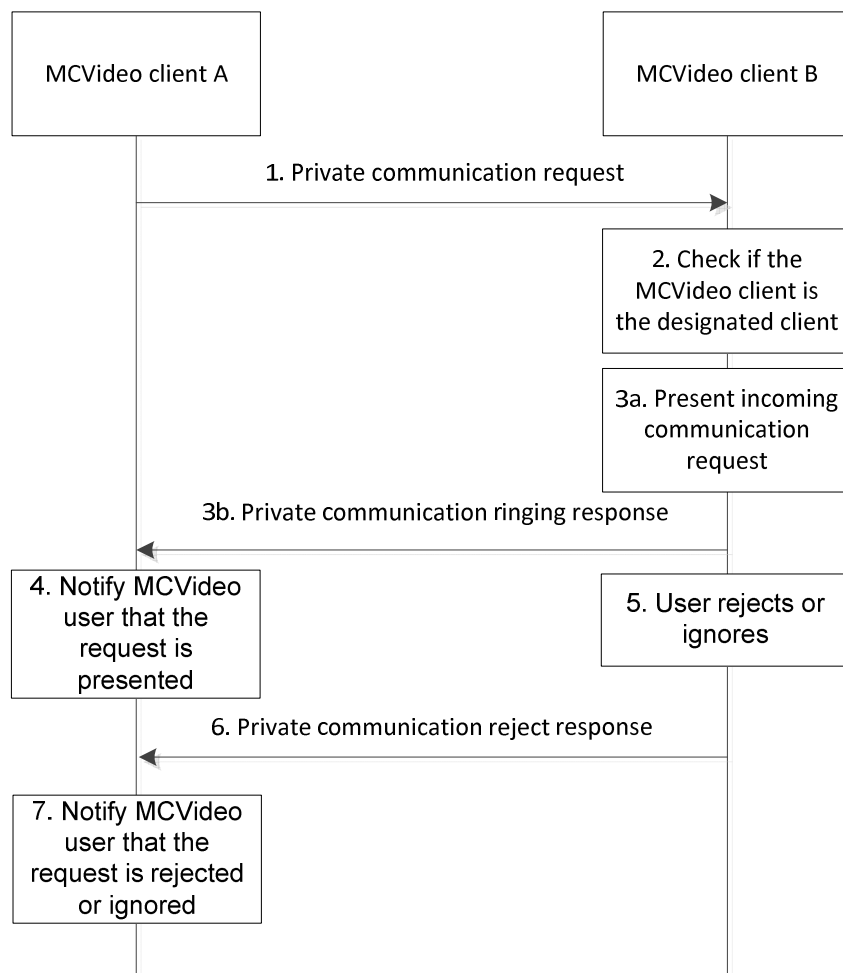 MCVideo client A
MCVideo client B
1. Private communication request
2. Check if the
MCVideo client is
the designated client
3a. Present incoming
communication
request
3b. Private communication ringing response
4. Notify MCVideo
user that the
request is
presented
5. User rejects or
ignores
6. Private communication reject response
7. Notify MCVideo
user that the
request is rejected
or ignored